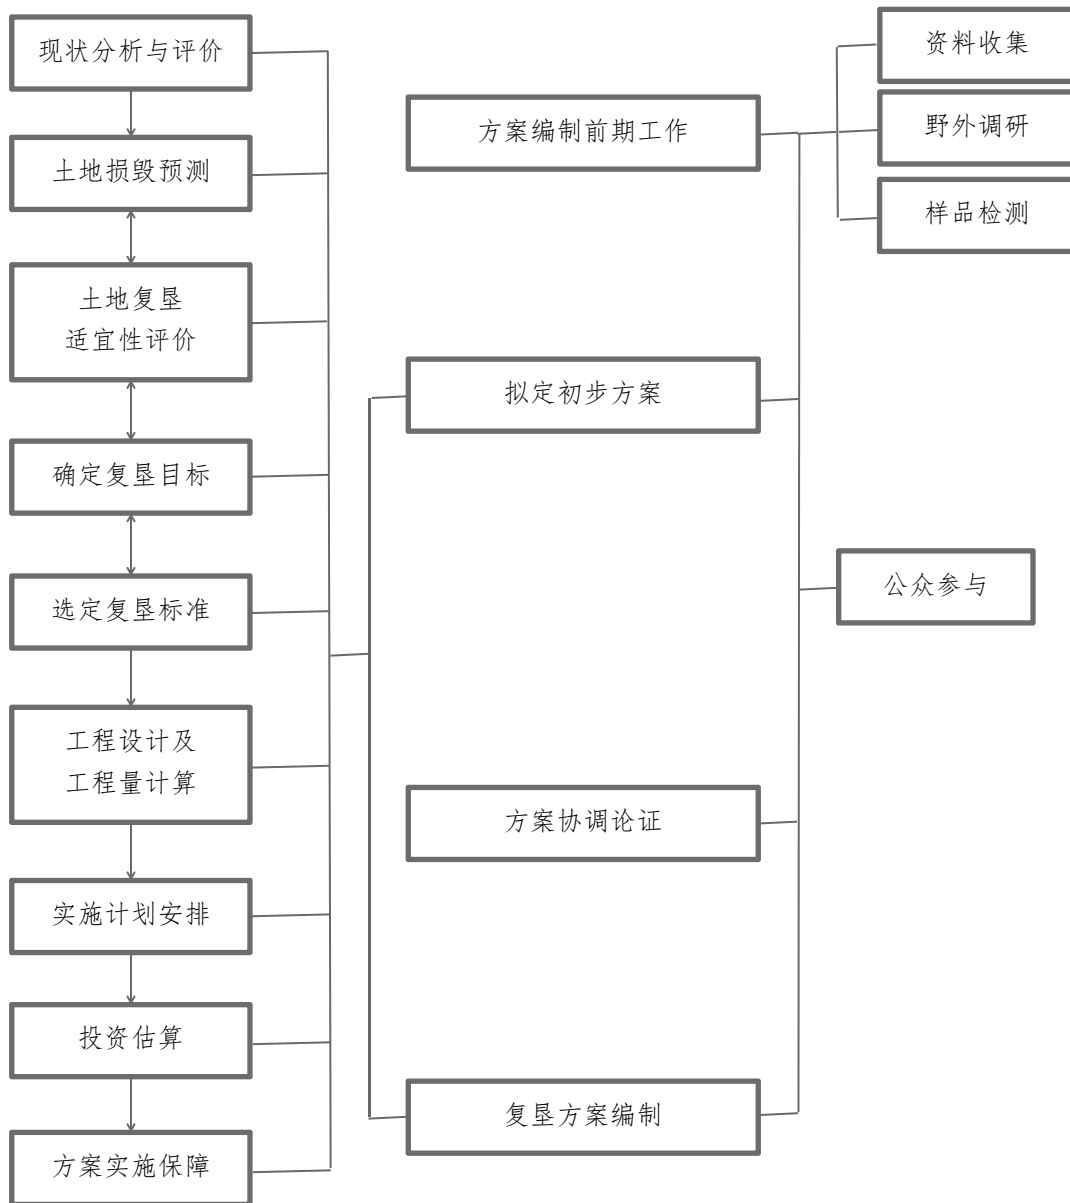 现状分析与评价
土地损毁预测
土地复垦
适宜性评价
确定复垦目标
选定复垦标准
工程设计及
工程量计算
实施计划安排
投资估算
方案实施保障
方案编制前期工作
拟定初步方案
方案协调论证
复垦方案编制
资料收集
野外调研
样品检测
公众参与